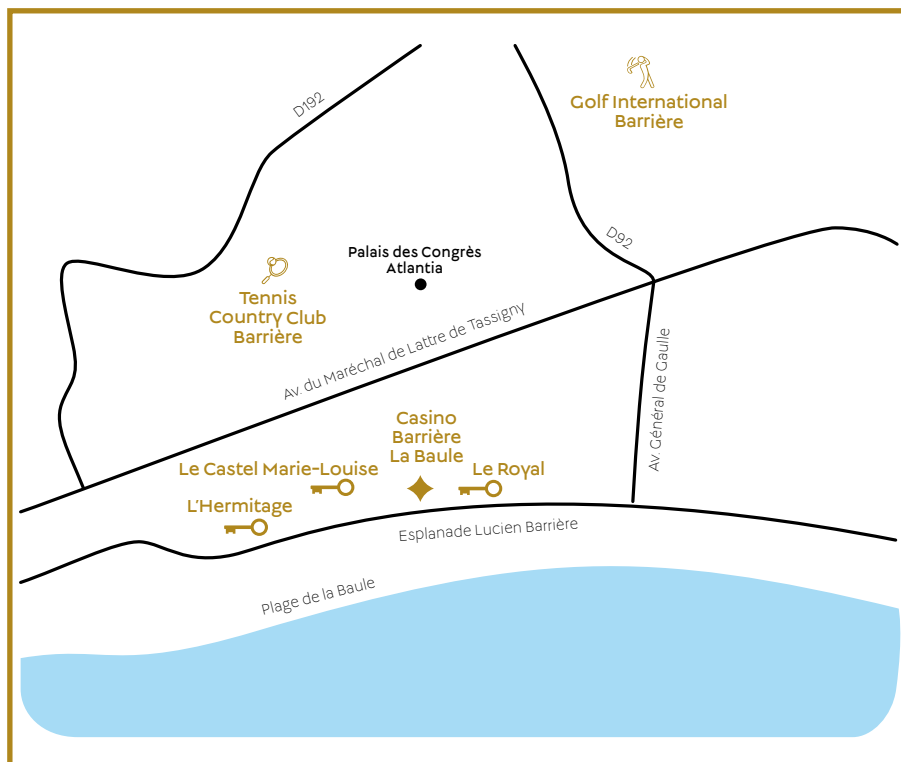 D192
Golf International
Barrière
D92
Palais des Congrès
Atlantia
Tennis
Country Club
Barrière
Av. du Maréchal de Lattre de Tassigny
Av. Général de Gaulle
Casino
Barrière
La Baule
Le Castel Marie-Louise
Le Royal
L'Hermitage
Esplanade Lucien Barrière
Plage de la Baule